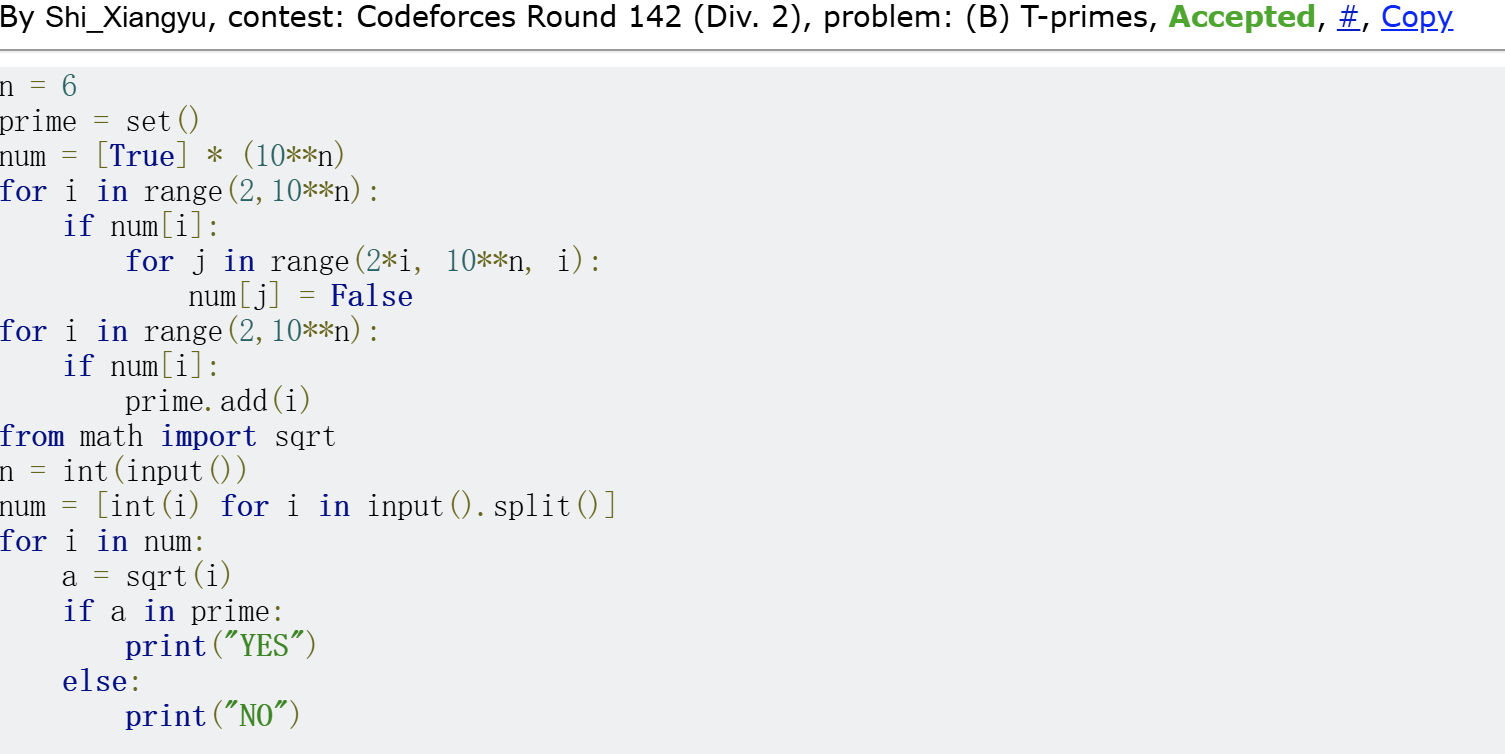 By Shi_Xiangyu, contest: Codeforces Round 142 (Div. 2), problem: (B) T-primes, Accepted, #, Copy
n = 6
prime = set()
num = [True] * (10**n)
for i in range(2,10**n):
    if num[i]:
        for j in range(2*i, 10**n, i):
            num[j] = False
for i in range(2,10**n):
    if num[i]:
        prime.add(i)
from math import sqrt
n = int(input())
num = [int(i) for i in input().split()]
for i in num:
    a = sqrt(i)
    if a in prime:
        print("YES")
    else:
        print("NO")